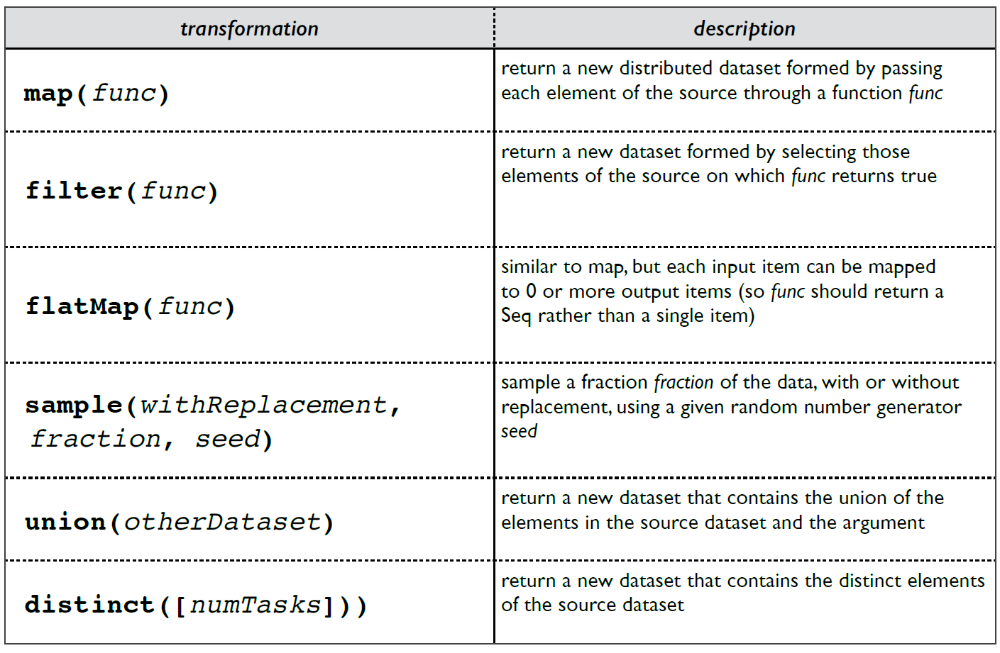 transformation
description
map(func)
return a new distributed dataset formed by passing
each element of the source through a function func
filter(func)
return a new dataset formed by selecting those
elements of the source on which func returns true
flatMap(func)
similar to map, but each input item can be mapped
to 0 or more output items (so func should return a
Seq rather than a single item)
sample(withReplacement,
fraction, seed)
sample a fraction fraction of the data, with or without
replacement, using a given random number generator
seed
union(otherDataset)
return a new dataset that contains the union of the
elements in the source dataset and the argument
distinct([numTasks]))
return a new dataset that contains the distinct elements
of the source dataset